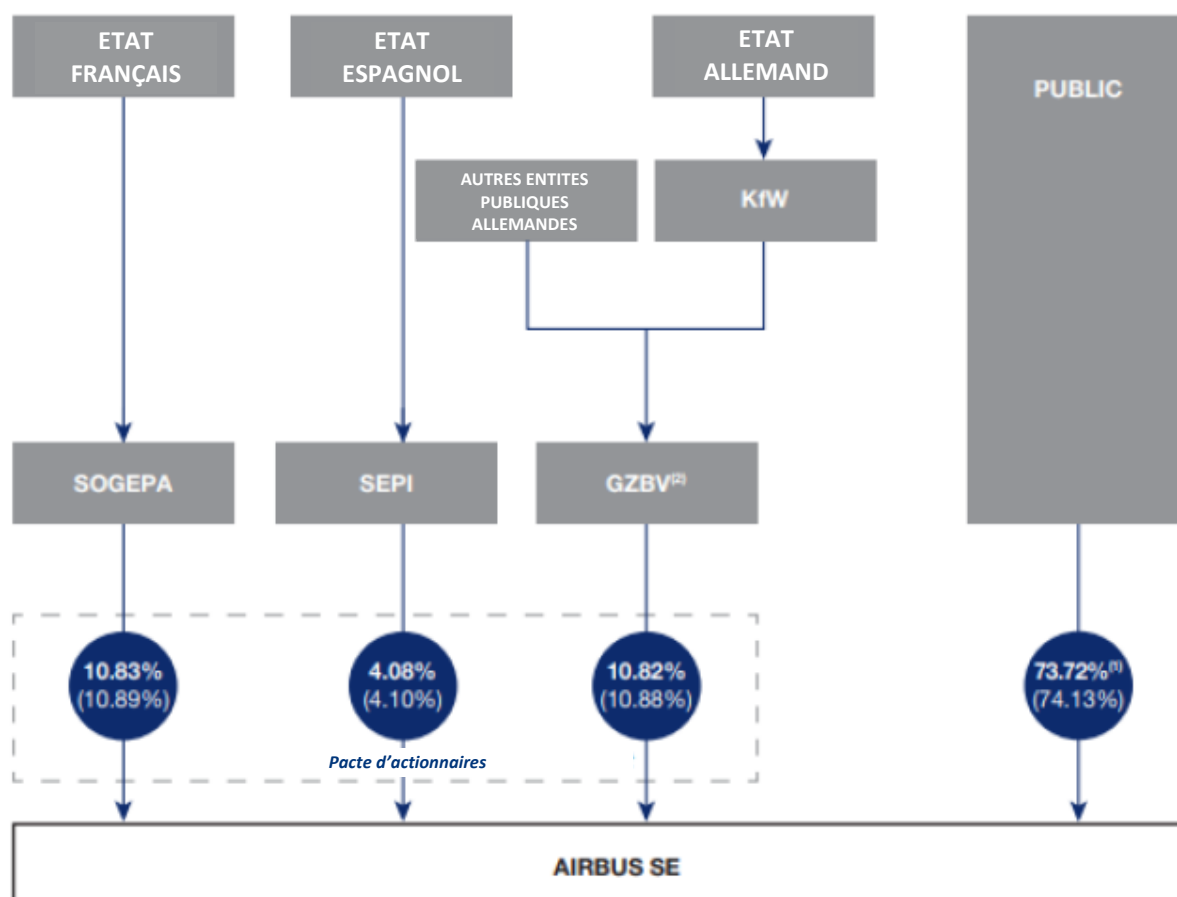 ETAT
FRANÇAIS
ETAT
ESPAGNOL
ETAT
ALLEMAND
PUBLIC
AUTRES ENTITES
PUBLIQUES
ALLEMANDES
KfW
SOGEPA
SEPI
GZBV(2)
10.83%
(10.89%)
4.08%
(4.10%)
10.82%
(10.88%)
73.72%(1)
(74.13%)
Pacte d’actionnaires
AIRBUS SE